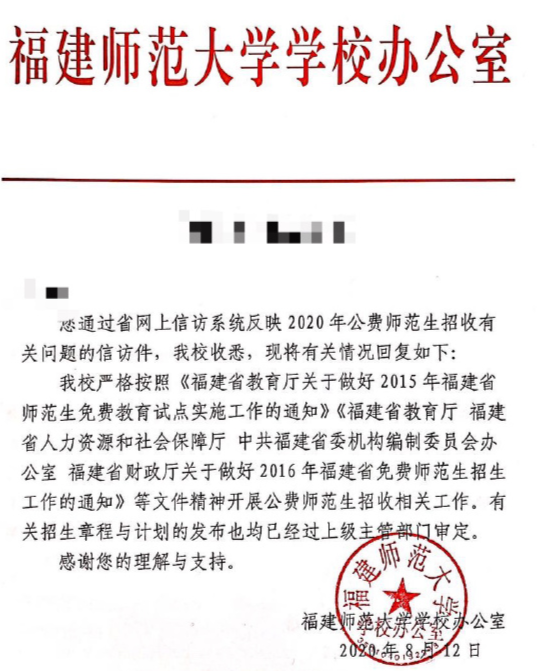 福建师范大学学校办公室
您通过省网上信访系统反映2020年公费师范生招收有
关问题的信访件，我校收悉，现将有关情况回复如下：
我校严格按照《福建省教育厅关于做好2015年福建省
师范生免费教育试点实施工作的通知》《福建省教育厅 福建
省人力资源和社会保障厅 中共福建省委机构编制委员会办
公室 福建省财政厅关于做好2016年福建省免费师范生招生
工作的通知》等文件精神开展公费师范生招收相关工作。有
关招生章程与计划的发布也均已经过上级主管部门审定。
感谢您的理解与支持。
福建师范大学学校办公室
2020年8月12日
福建师范大学
学校办公室